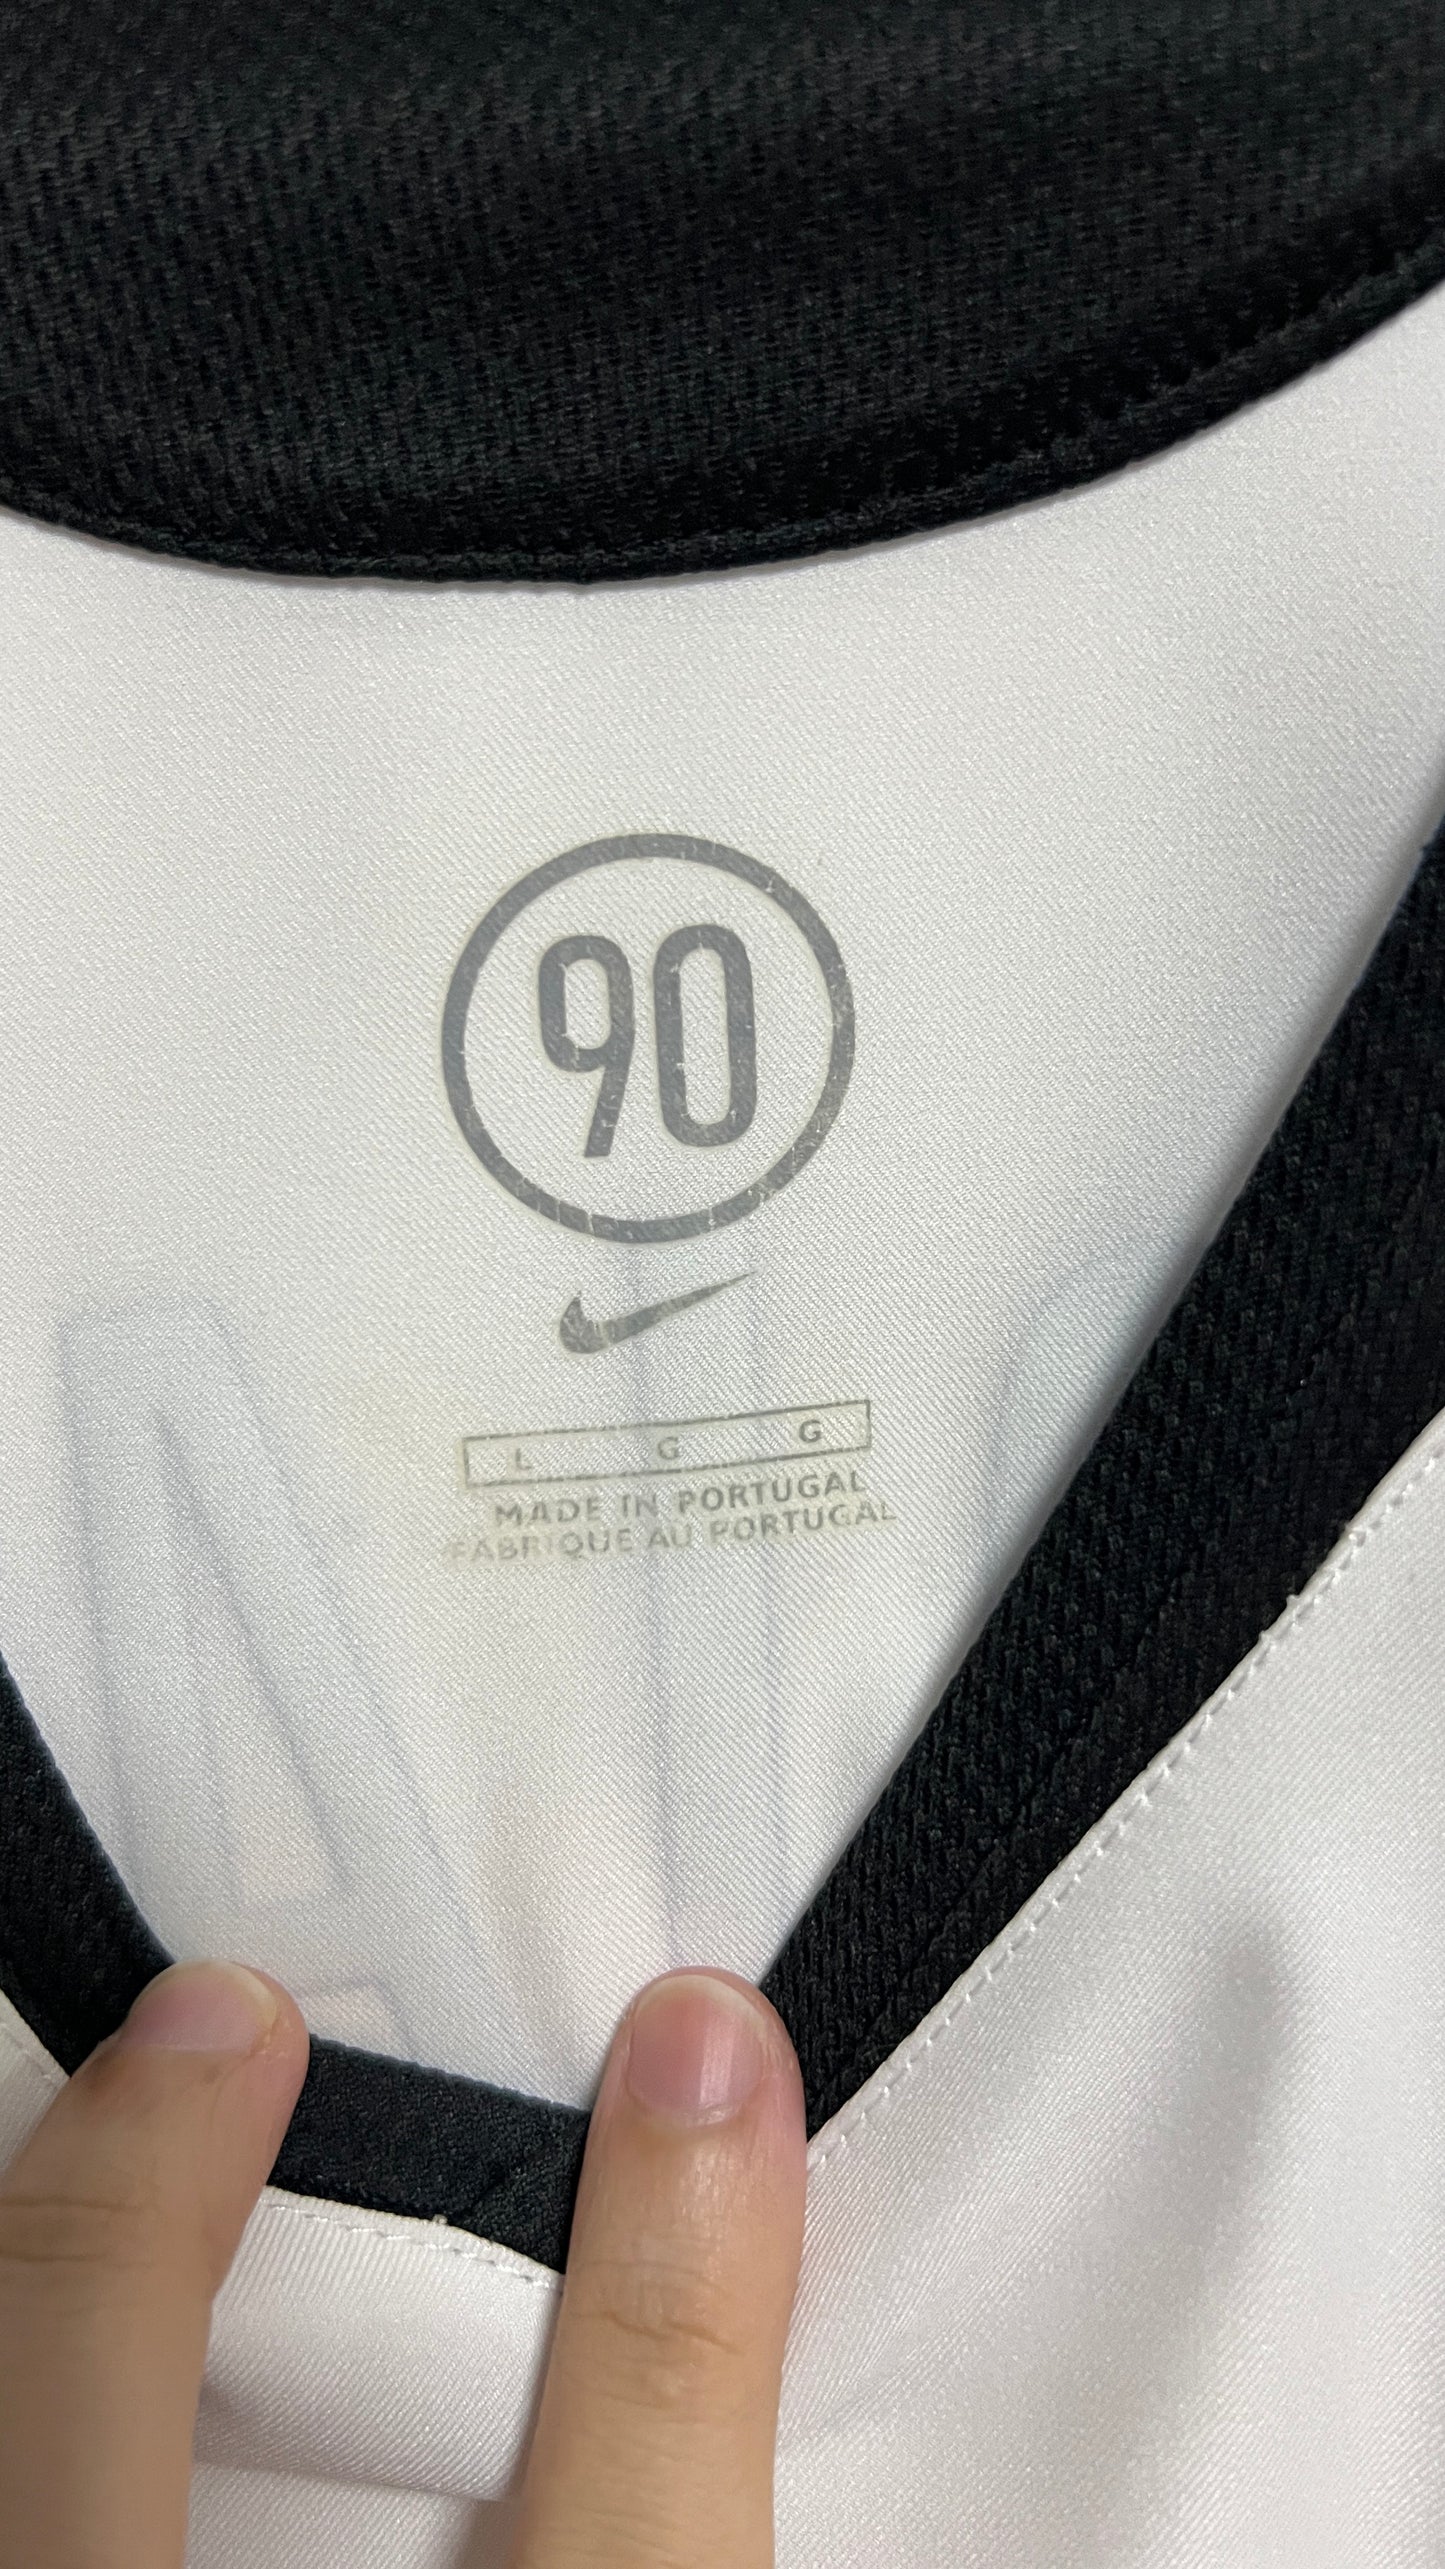 90
L G G
MADE IN PORTUGAL
FABRIQUE AU PORTUGAL